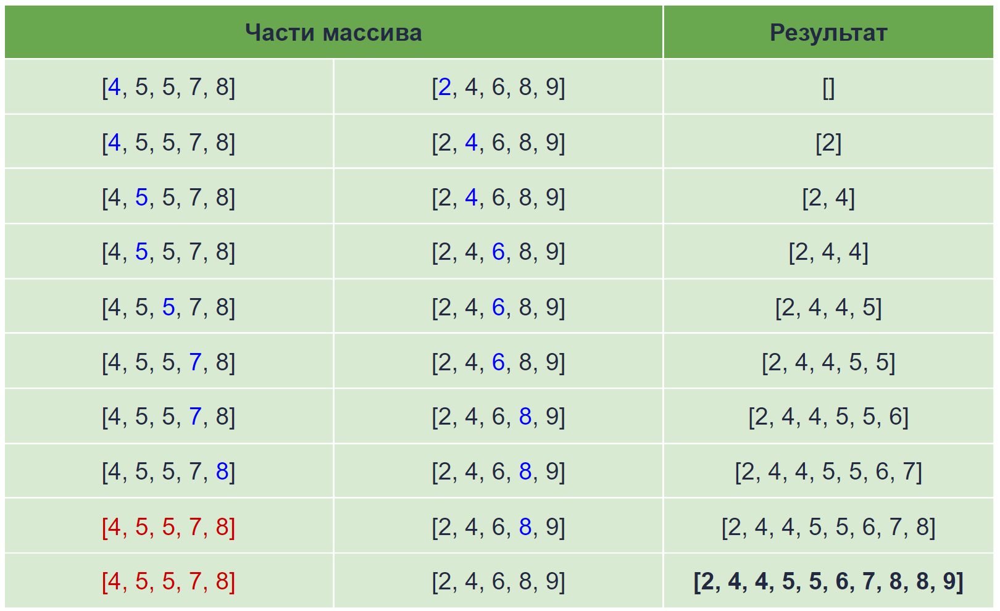 Части массива Результат
[4, 5, 5, 7, 8] [2, 4, 6, 8, 9] []
[4, 5, 5, 7, 8] [2, 4, 6, 8, 9] [2]
[4, 5, 5, 7, 8] [2, 4, 6, 8, 9] [2, 4]
[4, 5, 5, 7, 8] [2, 4, 6, 8, 9] [2, 4, 4]
[4, 5, 5, 7, 8] [2, 4, 6, 8, 9] [2, 4, 4, 5]
[4, 5, 5, 7, 8] [2, 4, 6, 8, 9] [2, 4, 4, 5, 5]
[4, 5, 5, 7, 8] [2, 4, 6, 8, 9] [2, 4, 4, 5, 5, 6]
[4, 5, 5, 7, 8] [2, 4, 6, 8, 9] [2, 4, 4, 5, 5, 6, 7]
[4, 5, 5, 7, 8] [2, 4, 6, 8, 9] [2, 4, 4, 5, 5, 6, 7, 8]
[4, 5, 5, 7, 8] [2, 4, 6, 8, 9] [2, 4, 4, 5, 5, 6, 7, 8, 8, 9]